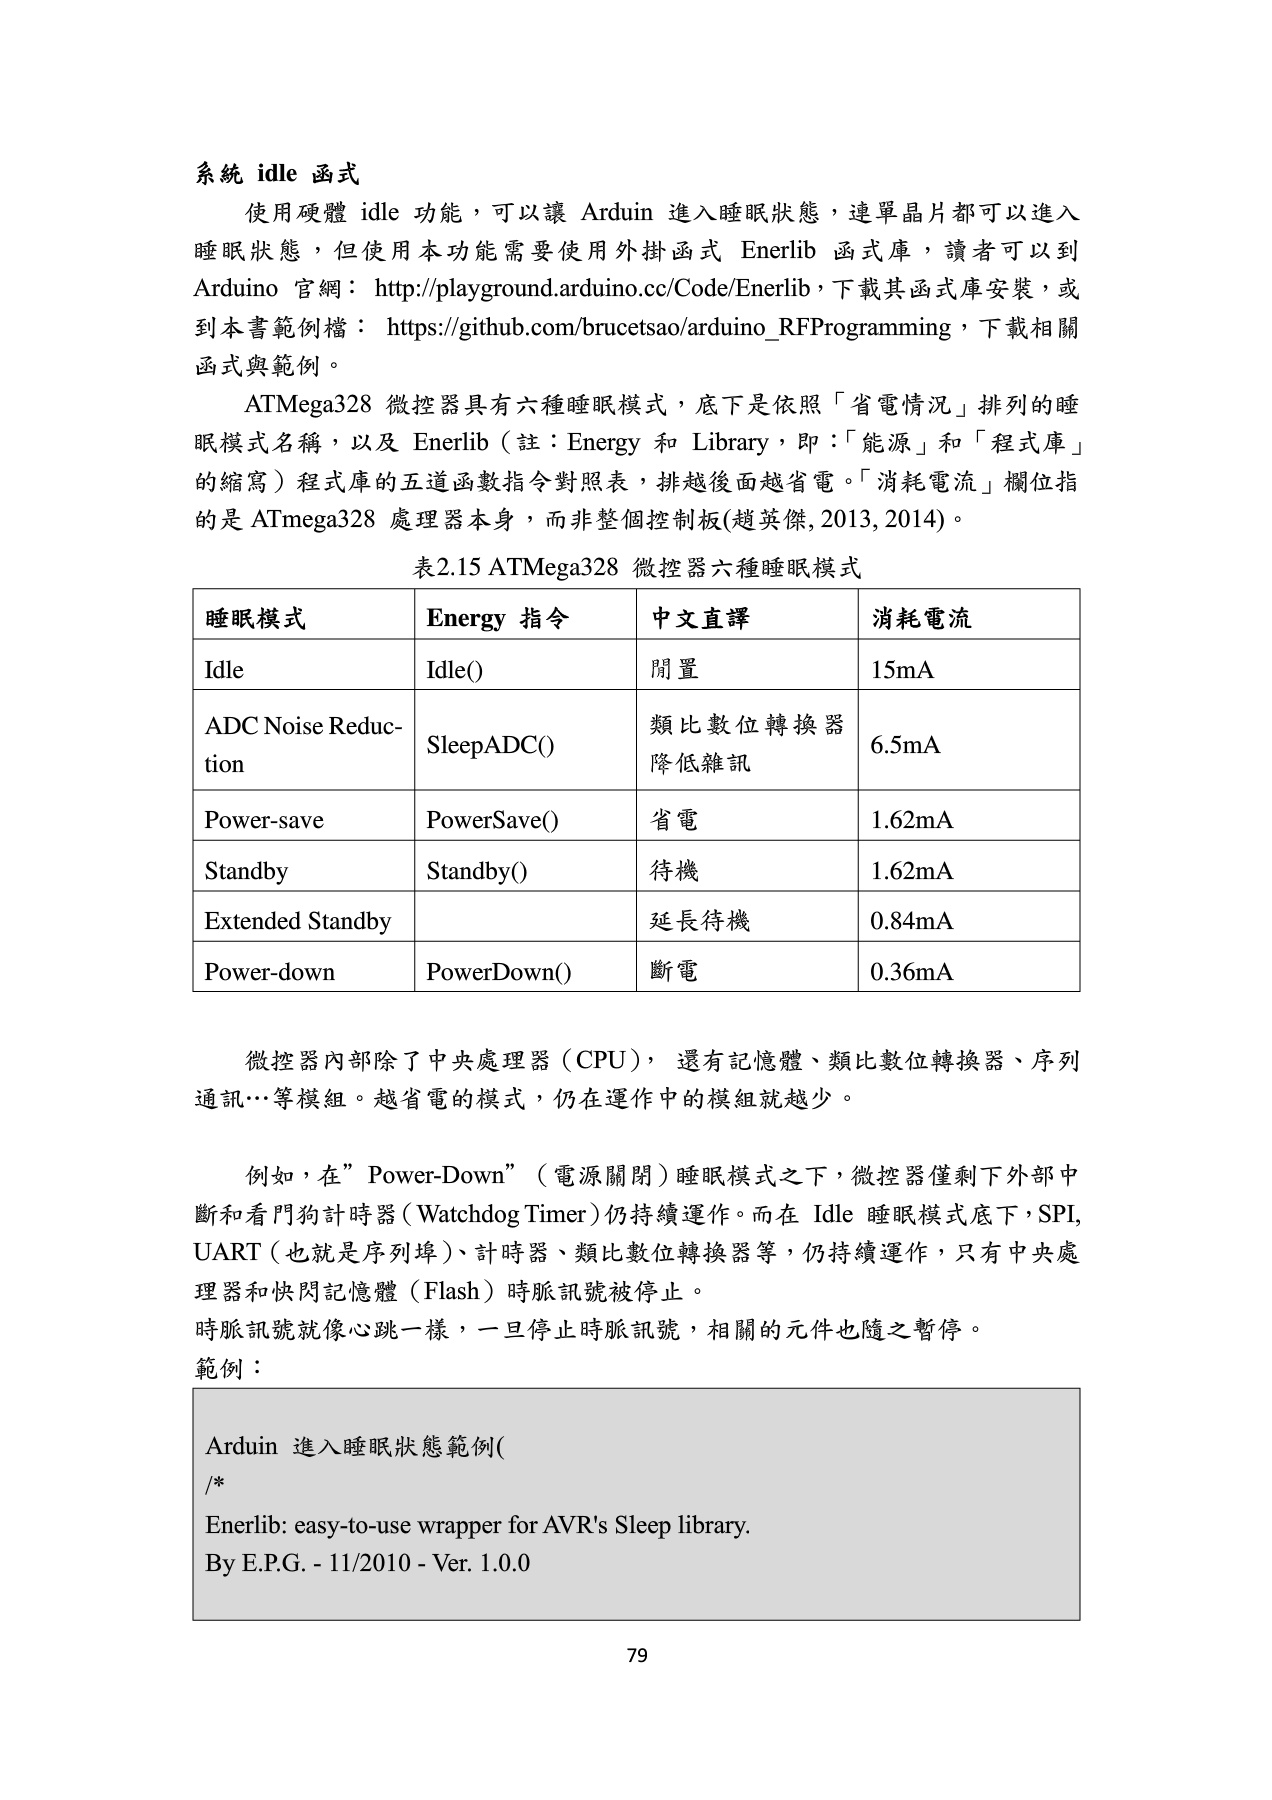 系統 idle 函式
使用硬體 idle 功能，可以讓 Arduin 進入睡眠狀態，連單晶片都可以進入
睡眠狀態，但使用本功能需要使用外掛函式 Enerlib 函式庫，讀者可以到
Arduino 官網： http://playground.arduino.cc/Code/Enerlib，下載其函式庫安裝，或
到本書範例檔： https://github.com/brucetsao/arduino_RFProgramming，下載相關
函式與範例。
ATMega328 微控器具有六種睡眠模式，底下是依照「省電情況」排列的睡
眠模式名稱，以及 Enerlib（註：Energy 和 Library，即：「能源」和「程式庫」
的縮寫）程式庫的五道函數指令對照表，排越後面越省電。「消耗電流」欄位指
的是 ATmega328 處理器本身，而非整個控制板(趙英傑, 2013, 2014)。
表2.15 ATMega328 微控器六種睡眠模式
睡眠模式 Energy 指令 中文直譯 消耗電流
Idle Idle() 閒置 15mA
ADC Noise Reduc-
tion SleepADC() 類比數位轉換器
降低雜訊 6.5mA
Power-save PowerSave() 省電 1.62mA
Standby Standby() 待機 1.62mA
Extended Standby 延長待機 0.84mA
Power-down PowerDown() 斷電 0.36mA
微控器內部除了中央處理器（CPU）， 還有記憶體、類比數位轉換器、序列
通訊…等模組。越省電的模式，仍在運作中的模組就越少。
例如，在”Power-Down”（電源關閉）睡眠模式之下，微控器僅剩下外部中
斷和看門狗計時器（Watchdog Timer）仍持續運作。而在 Idle 睡眠模式底下，SPI,
UART（也就是序列埠）、計時器、類比數位轉換器等，仍持續運作，只有中央處
理器和快閃記憶體（Flash）時脈訊號被停止。
時脈訊號就像心跳一樣，一旦停止時脈訊號，相關的元件也隨之暫停。
範例：
Arduin 進入睡眠狀態範例(
/*
Enerlib: easy-to-use wrapper for AVR's Sleep library.
By E.P.G. - 11/2010 - Ver. 1.0.0
79